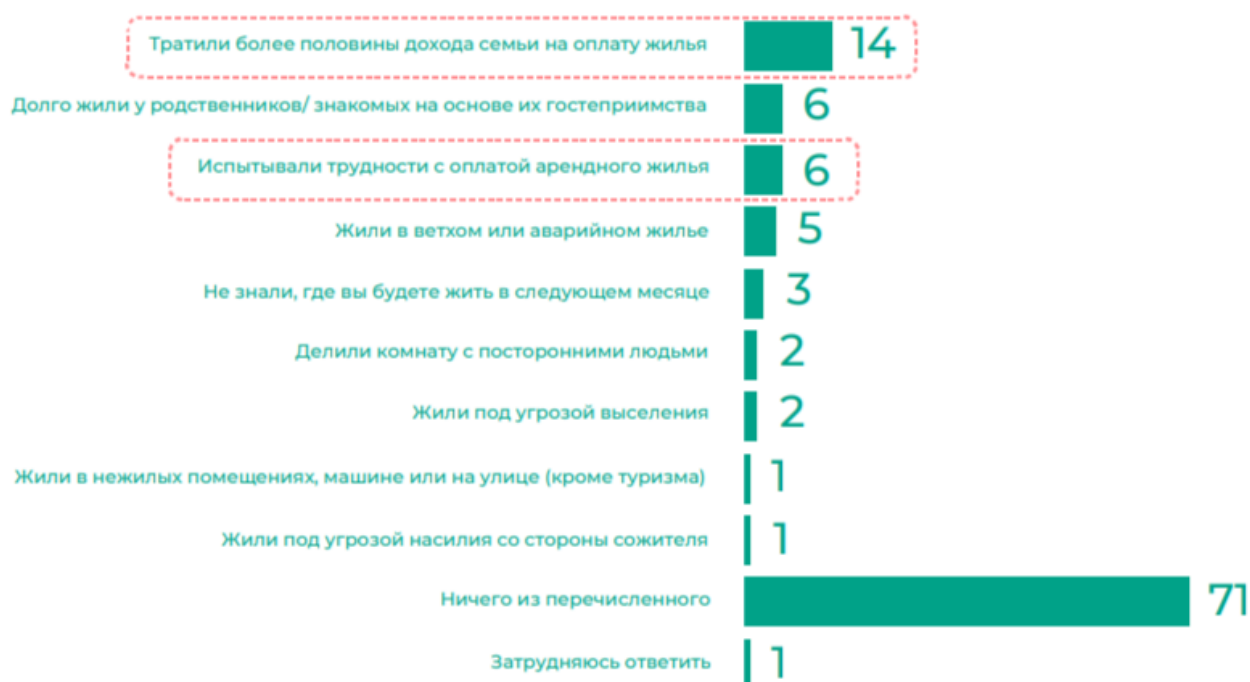 Тратили более половины дохода семьи на оплату жилья 14
Долго жили у родственников/ знакомых на основе их гостеприимства 6
Испытывали трудности с оплатой арендного жилья 6
Жили в ветхом или аварийном жилье 5
Не знали, где вы будете жить в следующем месяце 3
Делили комнату с посторонними людьми 2
Жили под угрозой выселения 2
Жили в нежилых помещениях, машине или на улице (кроме туризма) 1
Жили под угрозой насилия со стороны сожителя 1
Ничего из перечисленного 71
Затрудняюсь ответить 1